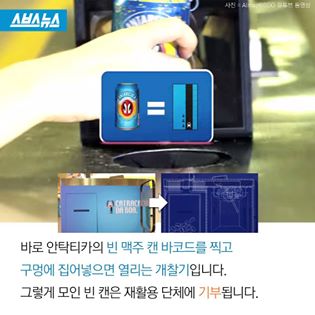 스브스뉴스
바로 안탁티카의 빈 맥주 캔 바코드를 찍고
구멍에 집어넣으면 열리는 개찰기입니다.
그렇게 모인 빈 캔은 재활용 단체에 기부됩니다.